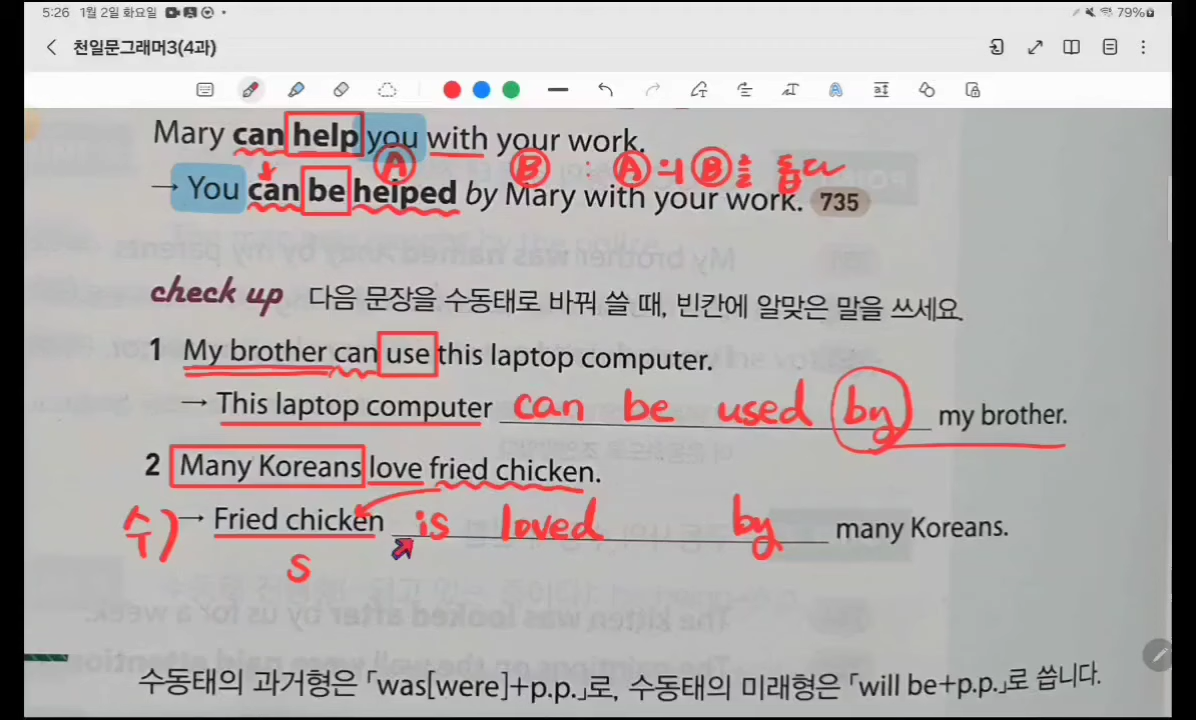 5:26 1월 2일 화요일
79%
천일문그래머3(4과)
Mary can help you with your work.
Ⓐ Ⓑ : Ⓐ의 Ⓑ를 돕다
→ You can be helped by Mary with your work. 735
check up 다음 문장을 수동태로 바꿔 쓸 때, 빈칸에 알맞은 말을 쓰세요.
1 My brother can use this laptop computer.
→ This laptop computer can be used by my brother.
2 Many Koreans love fried chicken.
수) → Fried chicken is loved by many Koreans.
S
수동태의 과거형은 「was[were]+p.p.」로, 수동태의 미래형은 「will be+p.p.」로 씁니다.